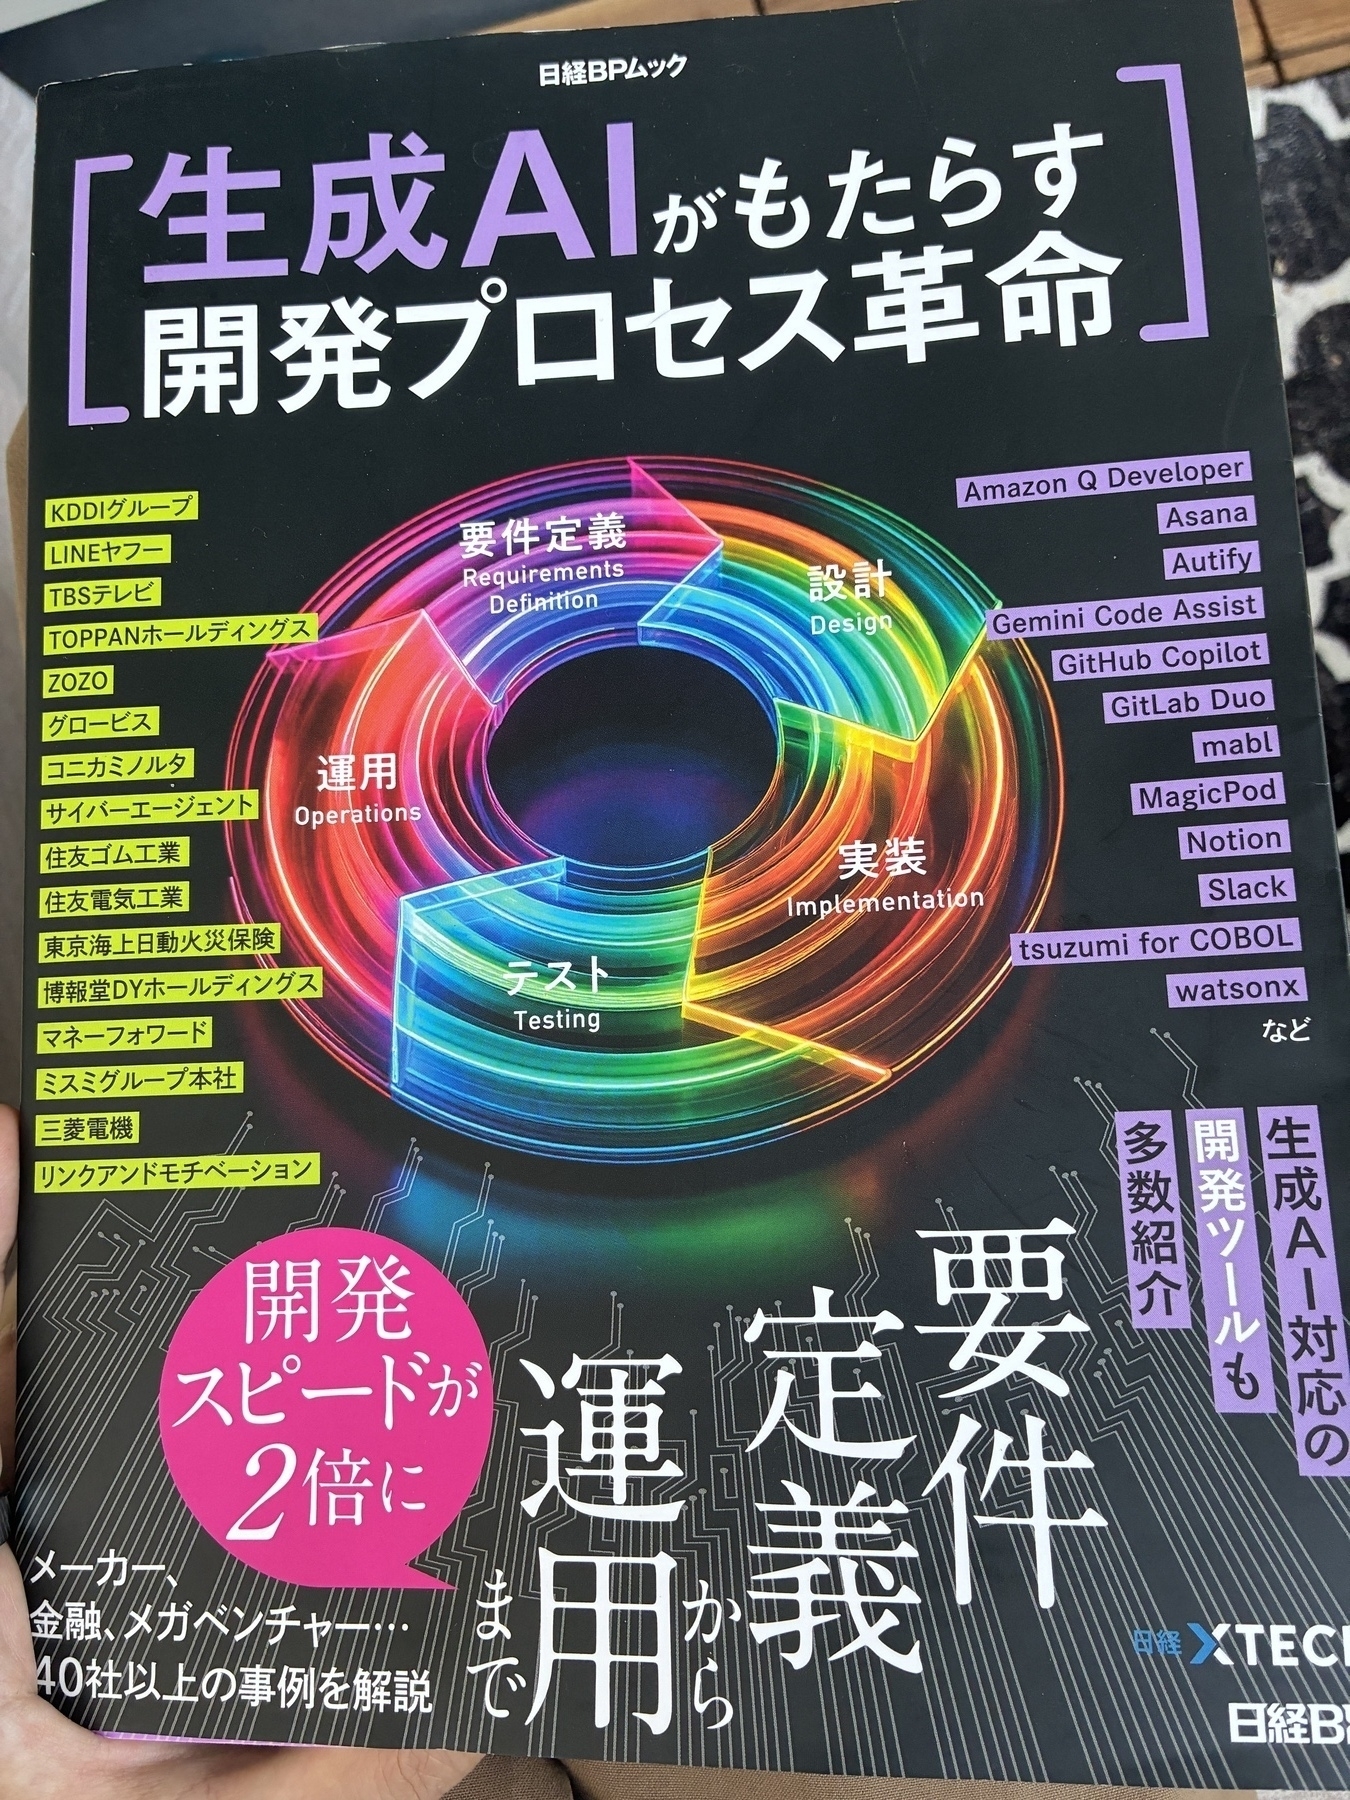 日経BPムック
生成AIがもたらす
開発プロセス革命
KDDIグループ
LINEヤフー
TBSテレビ
TOPPANホールディングス
ZOZO
グロービス
コニカミノルタ
サイバーエージェント
住友ゴム工業
住友電気工業
東京海上日動火災保険
博報堂DYホールディングス
マネーフォワード
ミスミグループ本社
三菱電機
リンクアンドモチベーション
要件定義
Requirements
Definition
設計
Design
実装
Implementation
テスト
Testing
運用
Operations
Amazon Q Developer
Asana
Autify
Gemini Code Assist
GitHub Copilot
GitLab Duo
mabl
MagicPod
Notion
Slack
tsuzumi for COBOL
watsonx
など
生成AI対応の
開発ツールも
多数紹介
要件
定義
から
運用
まで
開発
スピードが
2倍に
メーカー、
金融、メガベンチャー…
40社以上の事例を解説
日経 XTEC
日経B